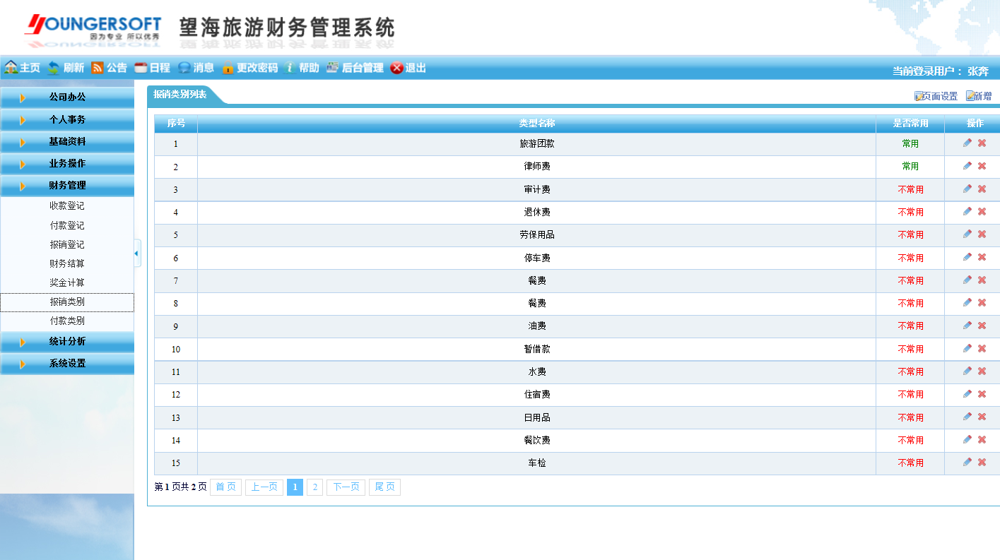 YOUNGERSOFT
因为专业 所以优秀
望海旅游财务管理系统
主页 刷新 公告 日程 消息 更改密码 帮助 后台管理 退出
当前登录用户： 张奔
公司办公
个人事务
基础资料
业务操作
财务管理
收款登记
付款登记
报销登记
财务结算
奖金计算
报销类别
付款类别
统计分析
系统设置
报销类别列表
页面设置 新增
序号 类型名称 是否常用 操作
1 旅游团款 常用
2 律师费 常用
3 审计费 不常用
4 退休费 不常用
5 劳保用品 不常用
6 停车费 不常用
7 餐费 不常用
8 餐费 不常用
9 油费 不常用
10 暂借款 不常用
11 水费 不常用
12 住宿费 不常用
13 日用品 不常用
14 餐饮费 不常用
15 车检 不常用
第 1 页共 2 页 首 页 上一页 1 2 下一页 尾 页